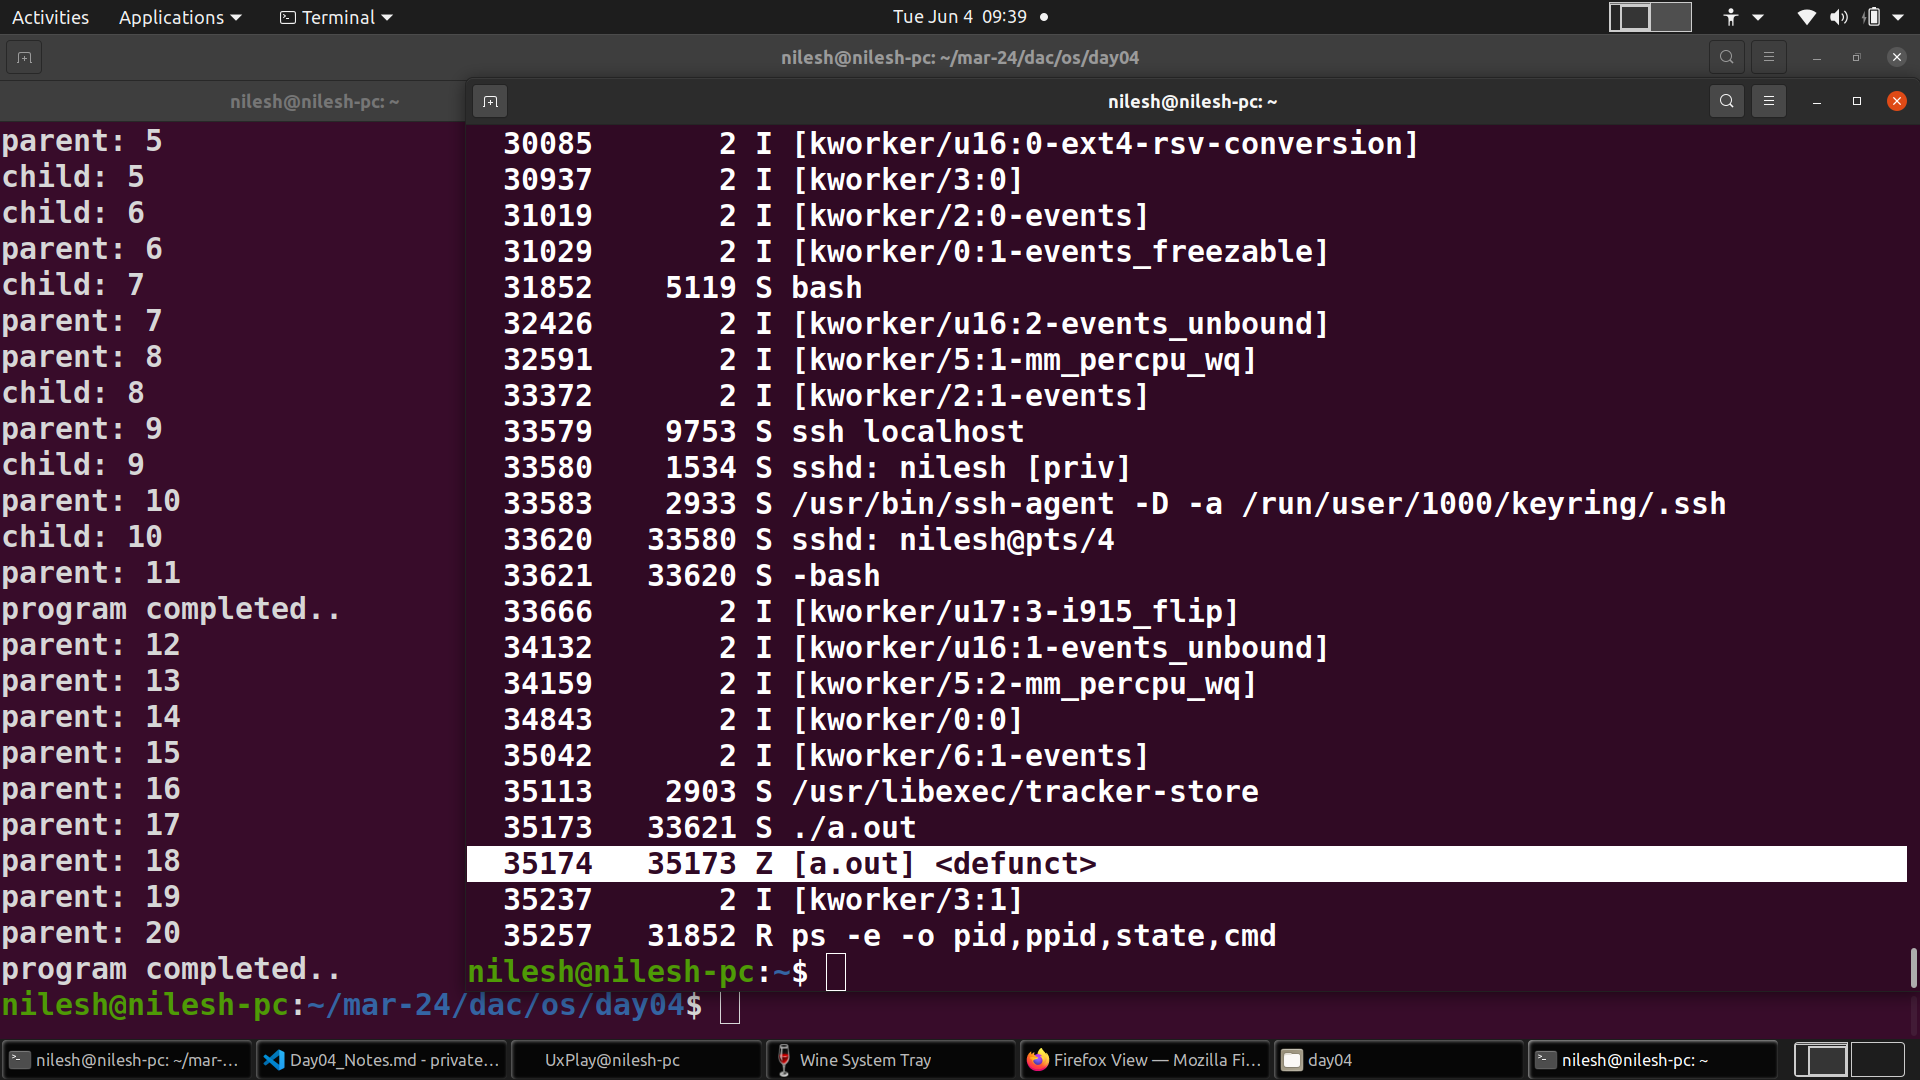 Activities Applications Terminal Tue Jun 4 09:39
nilesh@nilesh-pc: ~/mar-24/dac/os/day04
nilesh@nilesh-pc: ~
nilesh@nilesh-pc: ~
parent: 5
child: 5
child: 6
parent: 6
child: 7
parent: 7
parent: 8
child: 8
parent: 9
child: 9
parent: 10
child: 10
parent: 11
program completed..
parent: 12
parent: 13
parent: 14
parent: 15
parent: 16
parent: 17
parent: 18
parent: 19
parent: 20
program completed..
nilesh@nilesh-pc:~/mar-24/dac/os/day04$
30085 2 I [kworker/u16:0-ext4-rsv-conversion]
30937 2 I [kworker/3:0]
31019 2 I [kworker/2:0-events]
31029 2 I [kworker/0:1-events_freezable]
31852 5119 S bash
32426 2 I [kworker/u16:2-events_unbound]
32591 2 I [kworker/5:1-mm_percpu_wq]
33372 2 I [kworker/2:1-events]
33579 9753 S ssh localhost
33580 1534 S sshd: nilesh [priv]
33583 2933 S /usr/bin/ssh-agent -D -a /run/user/1000/keyring/.ssh
33620 33580 S sshd: nilesh@pts/4
33621 33620 S -bash
33666 2 I [kworker/u17:3-i915_flip]
34132 2 I [kworker/u16:1-events_unbound]
34159 2 I [kworker/5:2-mm_percpu_wq]
34843 2 I [kworker/0:0]
35042 2 I [kworker/6:1-events]
35113 2903 S /usr/libexec/tracker-store
35173 33621 S ./a.out
35174 35173 Z [a.out] <defunct>
35237 2 I [kworker/3:1]
35257 31852 R ps -e -o pid,ppid,state,cmd
nilesh@nilesh-pc:~$
nilesh@nilesh-pc: ~/mar-... Day04_Notes.md - private... UxPlay@nilesh-pc Wine System Tray Firefox View — Mozilla Fi... day04 nilesh@nilesh-pc: ~